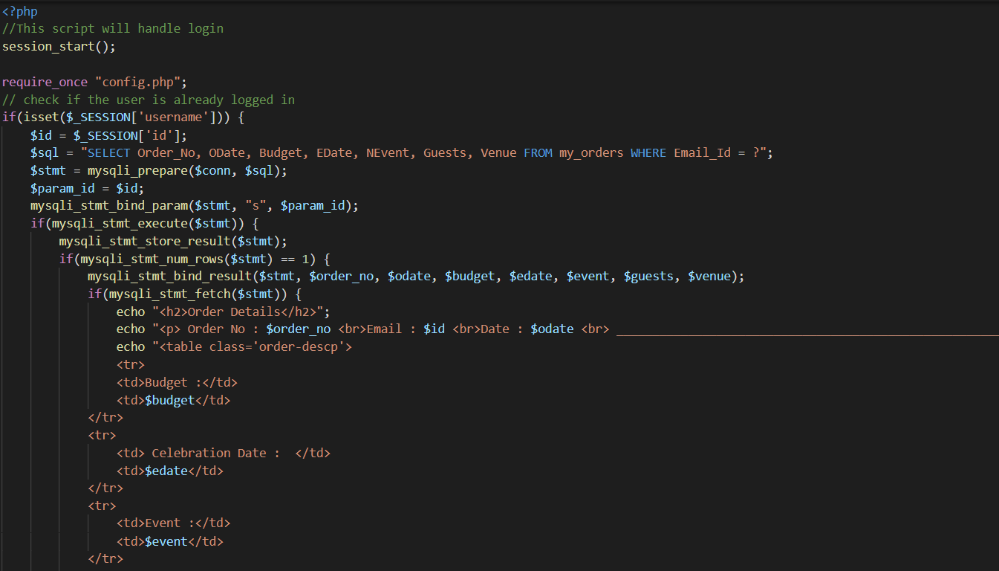 <?php
//This script will handle login
session_start();
require_once "config.php";
// check if the user is already logged in
if(isset($_SESSION['username'])) {
$id = $_SESSION['id'];
$sql = "SELECT Order_No, ODate, Budget, EDate, NEvent, Guests, Venue FROM my_orders WHERE Email_Id = ?";
$stmt = mysqli_prepare($conn, $sql);
$param_id = $id;
mysqli_stmt_bind_param($stmt, "s", $param_id);
if(mysqli_stmt_execute($stmt)) {
mysqli_stmt_store_result($stmt);
if(mysqli_stmt_num_rows($stmt) == 1) {
mysqli_stmt_bind_result($stmt, $order_no, $odate, $budget, $edate, $event, $guests, $venue);
if(mysqli_stmt_fetch($stmt)) {
echo "<h2>Order Details</h2>";
echo "<p> Order No : $order_no <br>Email : $id <br>Date : $odate <br> ______________________________________________________
echo "<table class='order-descp'>
<tr>
<td>Budget :</td>
<td>$budget</td>
</tr>
<tr>
<td> Celebration Date :  </td>
<td>$edate</td>
</tr>
<tr>
<td>Event :</td>
<td>$event</td>
</tr>